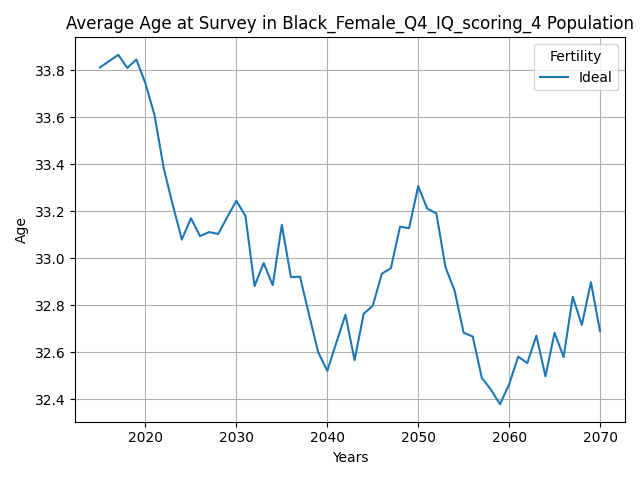 Average Age at Survey in Black_Female_Q4_IQ_scoring_4 Population
Fertility
Ideal
33.8
33.6
33.4
33.2
33.0
32.8
32.6
32.4
Age
2020 2030 2040 2050 2060 2070
Years